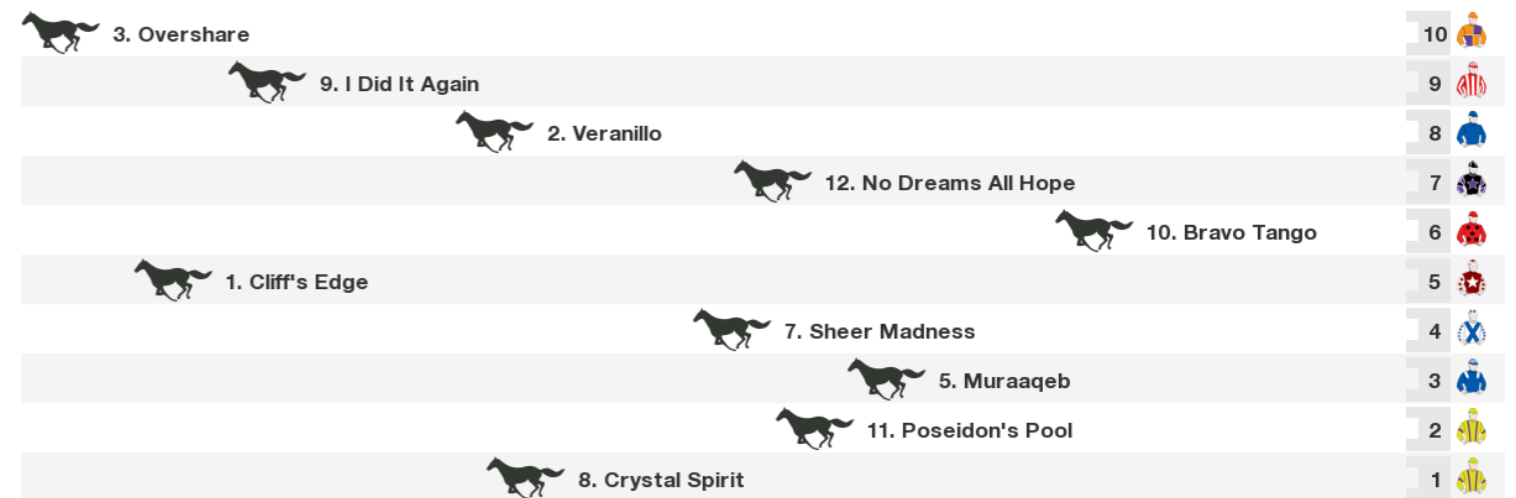 3. Overshare 10
9. I Did It Again 9
2. Veranillo 8
12. No Dreams All Hope 7
10. Bravo Tango 6
1. Cliff's Edge 5
7. Sheer Madness 4
5. Muraaqeb 3
11. Poseidon's Pool 2
8. Crystal Spirit 1